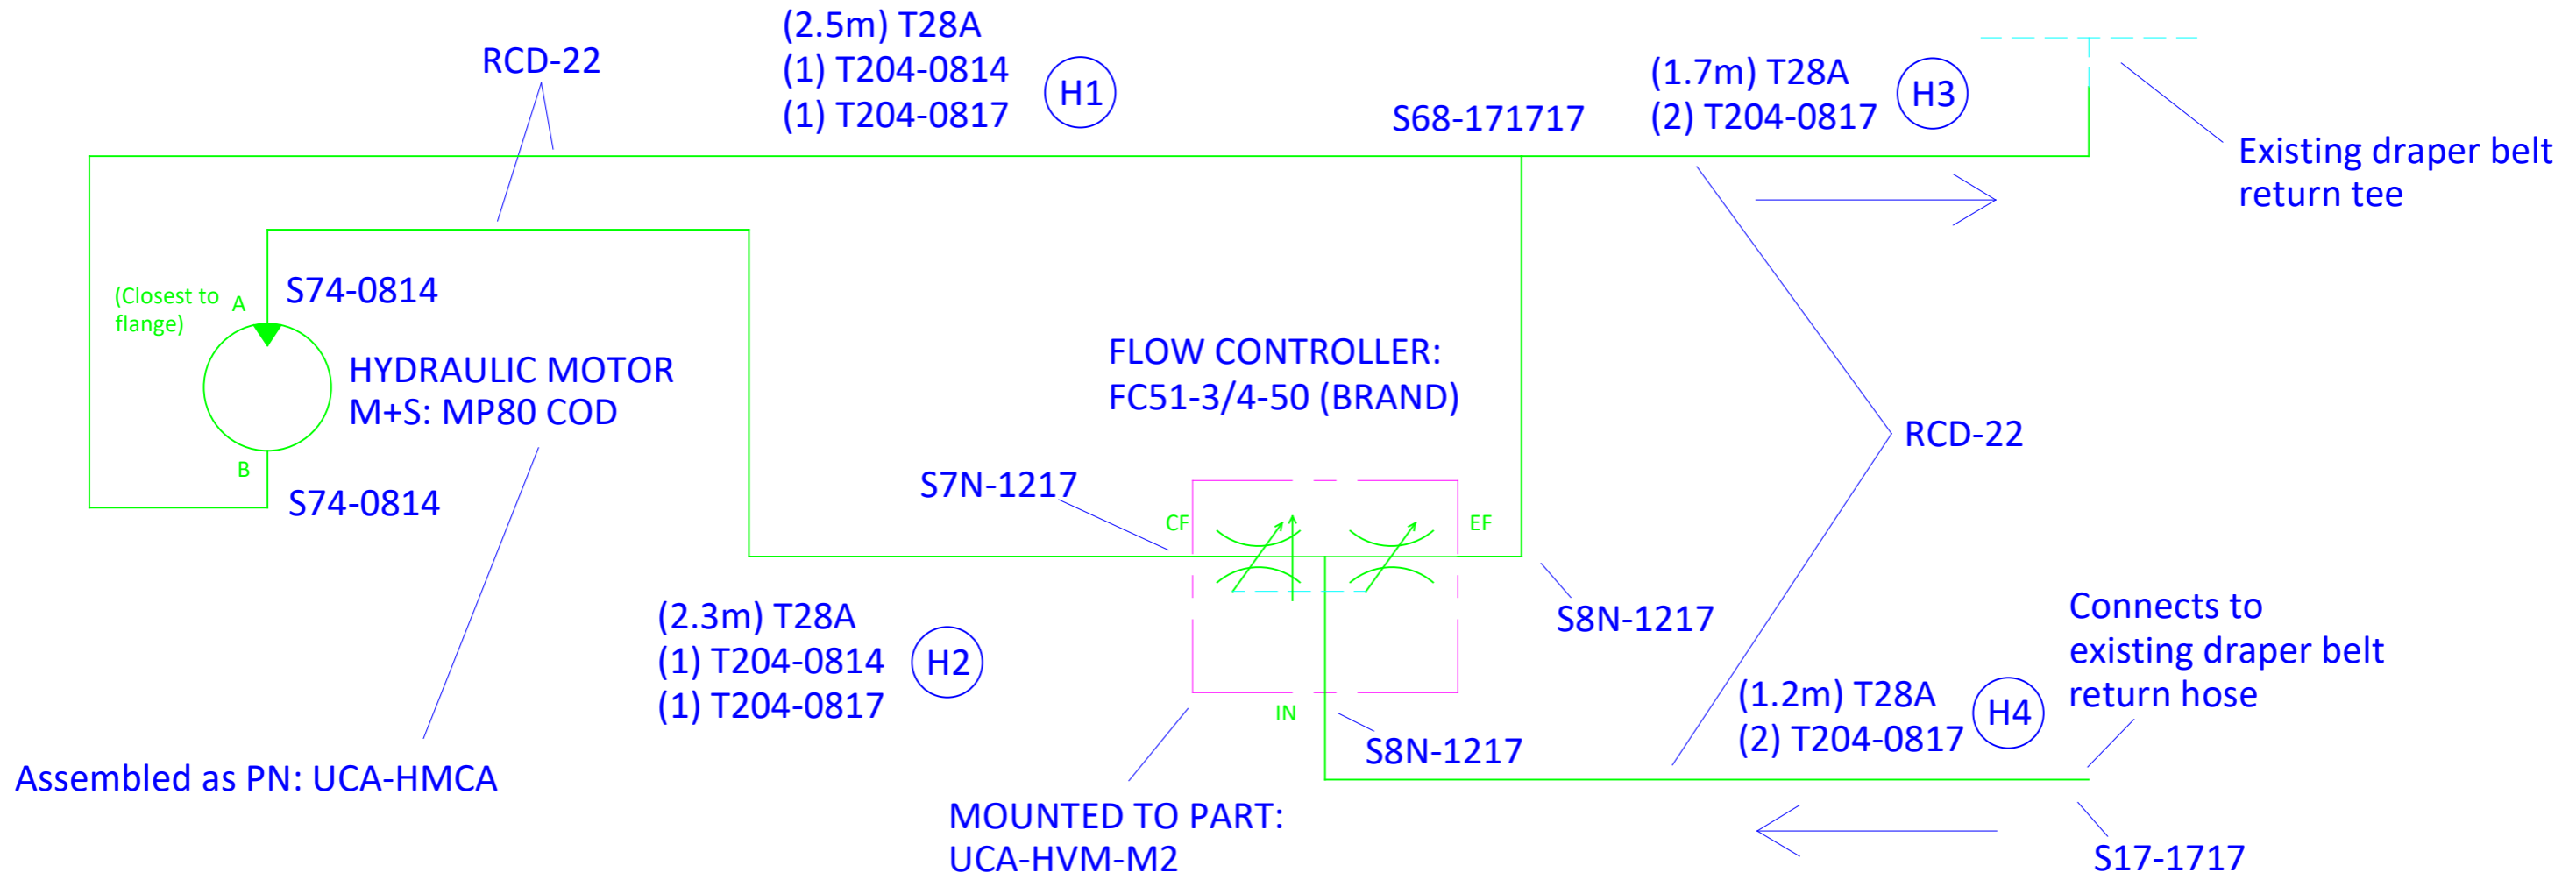 RCD-22
(2.5m) T28A
(1) T204-0814
(1) T204-0817
H1
S68-171717
(1.7m) T28A
(2) T204-0817
H3
Existing draper belt
return tee
(Closest to
flange)
A
S74-0814
HYDRAULIC MOTOR
M+S: MP80 COD
B
S74-0814
FLOW CONTROLLER:
FC51-3/4-50 (BRAND)
RCD-22
S7N-1217
CF
EF
S8N-1217
(2.3m) T28A
(1) T204-0814
(1) T204-0817
H2
IN
S8N-1217
(1.2m) T28A
(2) T204-0817
H4
Connects to
existing draper belt
return hose
Assembled as PN: UCA-HMCA
MOUNTED TO PART:
UCA-HVM-M2
S17-1717